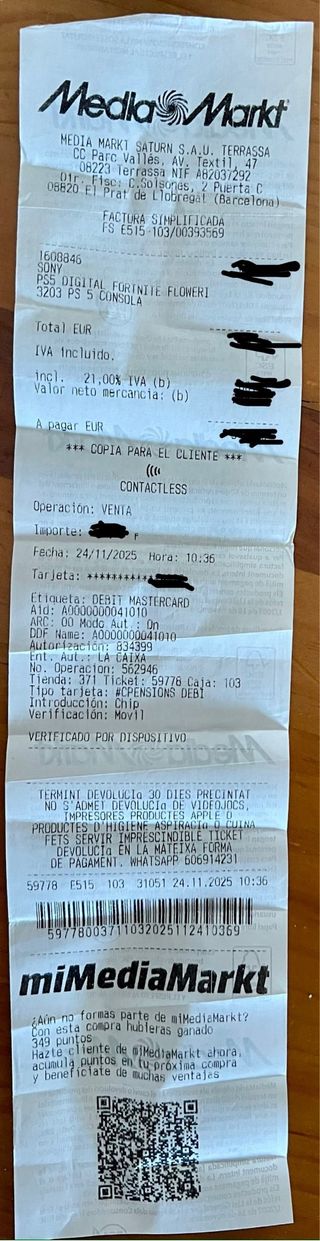 Media Markt
MEDIA MARKT SATURN S.A.U. TERRASSA
CC Parc Vallès, AV. Textil, 47
08223 Terrassa NIF A82037292
Dir. Fisc: C.Solsonés, 2 Puerta C
08820 El Prat de Llobregat (Barcelona)
FACTURA SIMPLIFICADA
FS E515-103/00393569
1608846
SONY
PS5 DIGITAL FORTNITE FLOWERI
3203 PS 5 CONSOLA
Total EUR
IVA incluido.
incl. 21,00% IVA (b)
Valor neto mercancia: (b)
A pagar EUR
*** COPIA PARA EL CLIENTE ***
CONTACTLESS
Operación: VENTA
Importe:
Fecha: 24/11/2025 Hora: 10:36
Tarjeta: ************
Etiqueta: DEBIT MASTERCARD
Aid: A0000000041010
ARC: 00 Modo Aut.: On
DDF Name: A0000000041010
Autorización: 834399
Ent. Aut.: LA CAIXA
No. Operacion: 562946
Tienda: 371 Ticket: 59778 Caja: 103
Tipo tarjeta: #CPENSIONS DEBI
Introducción: Chip
Verificación: Movil
VERIFICADO POR DISPOSITIVO
TERMINT DEVOLUCIó 30 DIES PRECINTAT
NO S'ADMET DEVOLUCIó DE VIDEOJOCS,
IMPRESORES PRODUCTES APPLE O
PRODUCTES D'HIGIENE ASPIRACIó O CUINA
FETS SERVIR IMPRESCINDIBLE TICKET
DEVOLUCIó EN LA MATEIXA FORMA
DE PAGAMENT. WHATSAPP 606914231
59778 E515 103 31051 24.11.2025 10:36
5977800371103202511241036​9
miMediaMarkt
¿Aún no formas parte de miMediaMarkt?
Con esta compra hubieras ganado
349 puntos
Hazte cliente de miMediaMarkt ahora,
acumula puntos en tu próxima compra
y benefíciate de muchas ventajas